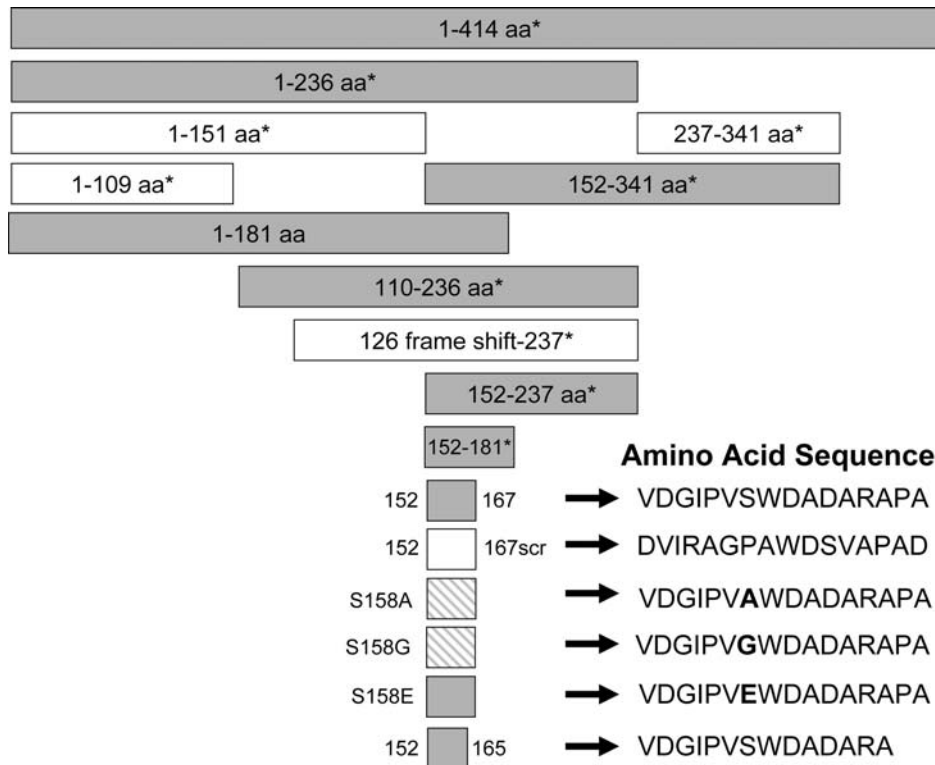 1-414 aa*
1-236 aa*
1-151 aa* 237-341 aa*
1-109 aa* 152-341 aa*
1-181 aa
110-236 aa*
126 frame shift-237*
152-237 aa*
152-181*
Amino Acid Sequence
152 167 VDGIPVSWDADARAPA
152 167scr DVIRAGPAWDSVAPAD
S158A VDGIPVAWDADARAPA
S158G VDGIPVGWDADARAPA
S158E VDGIPVEWDADARAPA
152 165 VDGIPVSWDADARA